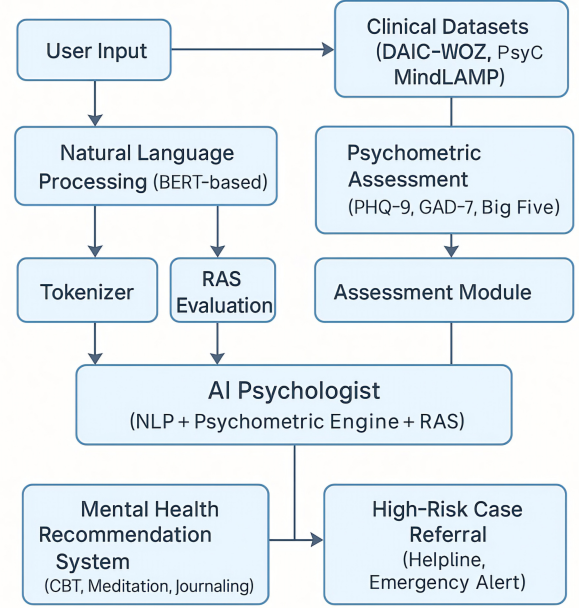 User Input
Clinical Datasets
(DAIC-WOZ, PsyC
MindLAMP)
Natural Language
Processing (BERT-based)
Psychometric
Assessment
(PHQ-9, GAD-7, Big Five)
Tokenizer
RAS
Evaluation
Assessment Module
AI Psychologist
(NLP + Psychometric Engine + RAS)
Mental Health
Recommendation
System
(CBT, Meditation, Journaling)
High-Risk Case
Referral
(Helpline,
Emergency Alert)